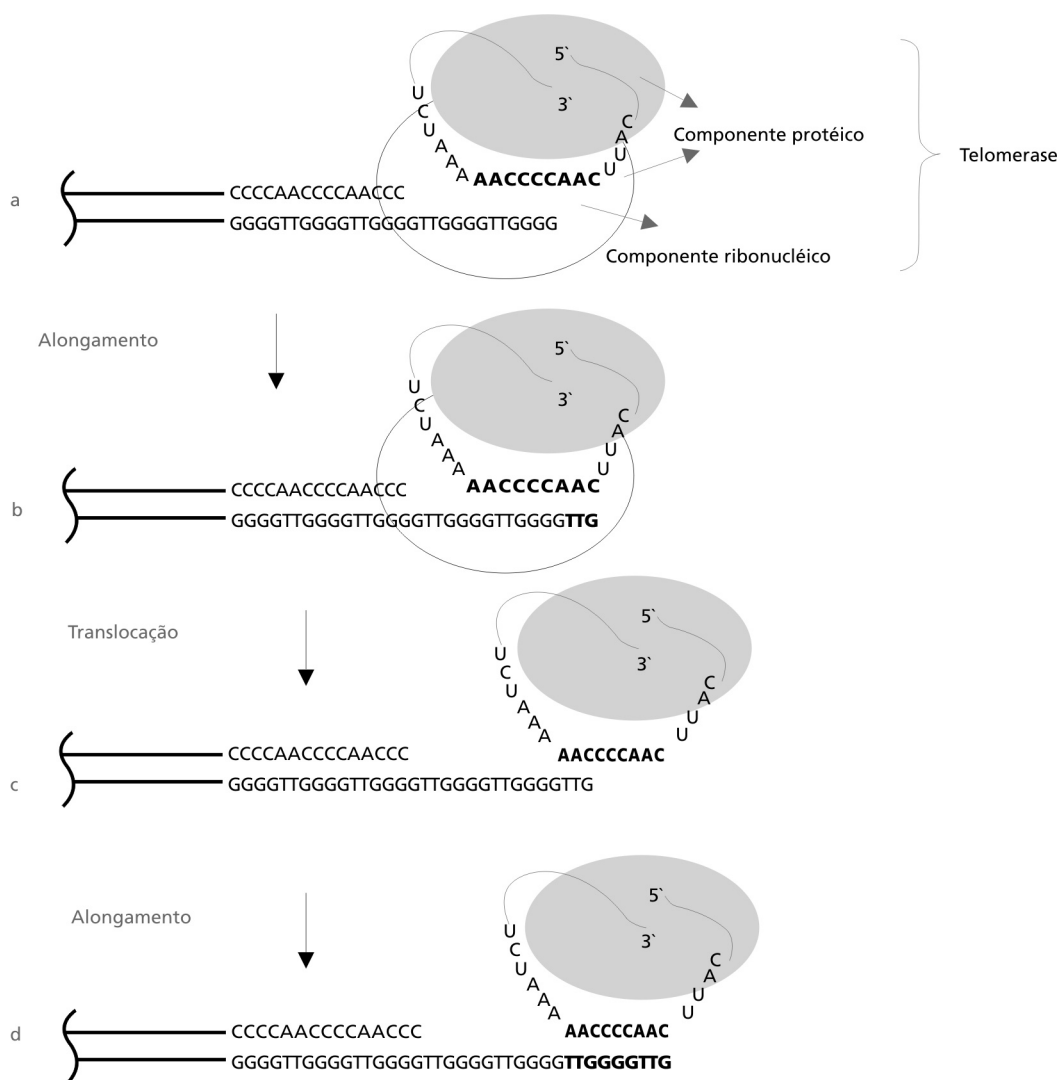 5`
3`
U
C
U
A
A
A
AACCCCAAC
U
U
A
C
Componente protéico
Telomerase
a
CCCCAACCCCAACCC
GGGGTTGGGGTTGGGGTTGGGGTTGGGG
Componente ribonucléico
Alongamento
5`
3`
U
C
U
A
A
A
AACCCCAAC
U
U
A
C
b
CCCCAACCCCAACCC
GGGGTTGGGGTTGGGGTTGGGGTTGGGGTTG
Translocação
5`
3`
U
C
U
A
A
A
AACCCCAAC
U
U
A
C
c
CCCCAACCCCAACCC
GGGGTTGGGGTTGGGGTTGGGGTTGGGGTTG
Alongamento
5`
3`
U
C
U
A
A
A
AACCCCAAC
U
U
A
C
d
CCCCAACCCCAACCC
GGGGTTGGGGTTGGGGTTGGGGTTGGGGTTGGGGTTG